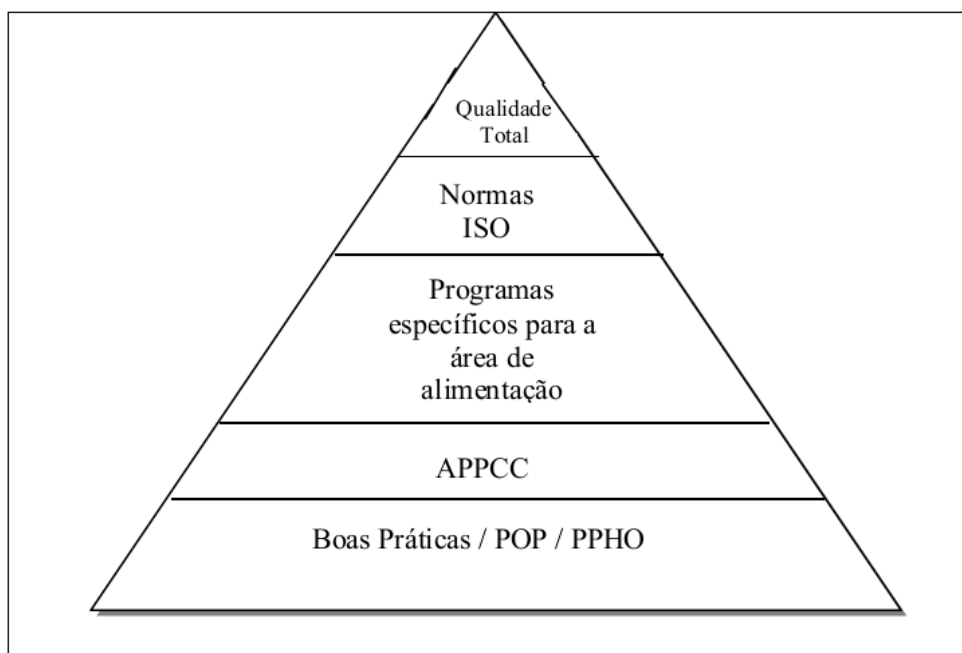 Qualidade
Total
Normas
ISO
Programas
específicos para a
área de
alimentação
APPCC
Boas Práticas / POP / PPHO